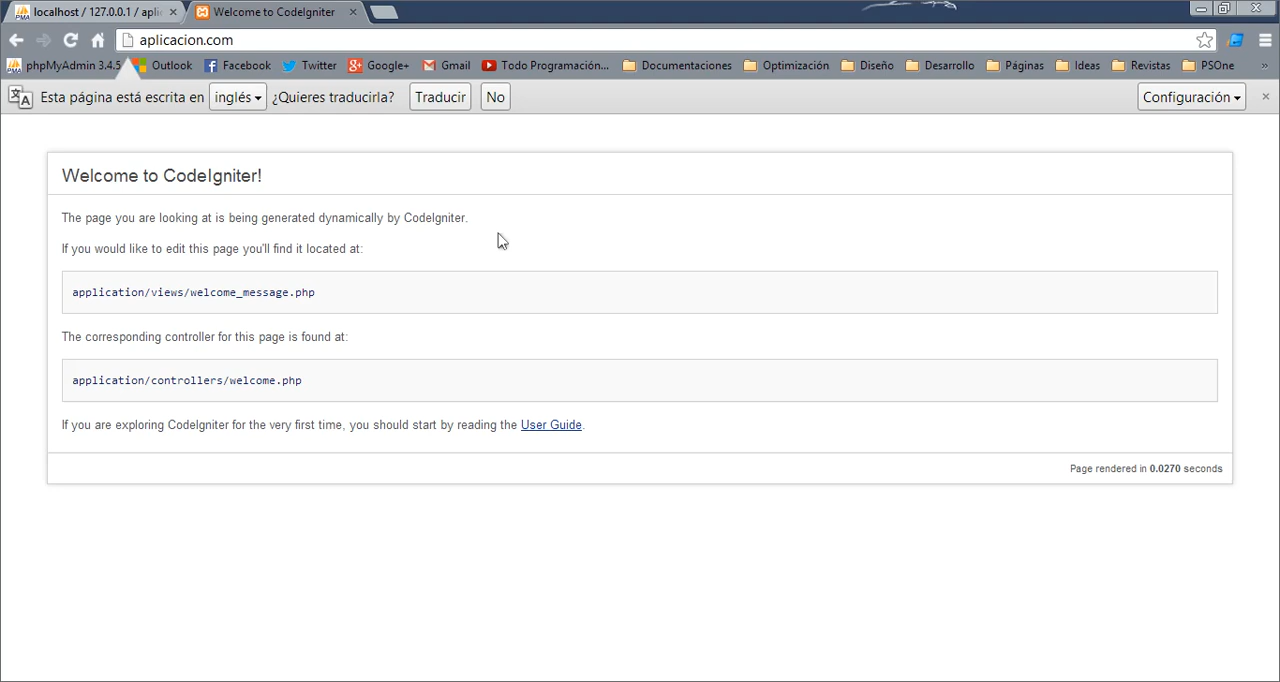 localhost / 127.0.0.1 / apli
Welcome to CodeIgniter
aplicacion.com
phpMyAdmin 3.4.5 Outlook Facebook Twitter Google+ Gmail Todo Programación... Documentaciones Optimización Diseño Desarrollo Páginas Ideas Revistas PSOne »
Esta página está escrita en inglés ¿Quieres traducirla? Traducir No Configuración
Welcome to CodeIgniter!
The page you are looking at is being generated dynamically by CodeIgniter.
If you would like to edit this page you'll find it located at:
application/views/welcome_message.php
The corresponding controller for this page is found at:
application/controllers/welcome.php
If you are exploring CodeIgniter for the very first time, you should start by reading the User Guide.
Page rendered in 0.0270 seconds